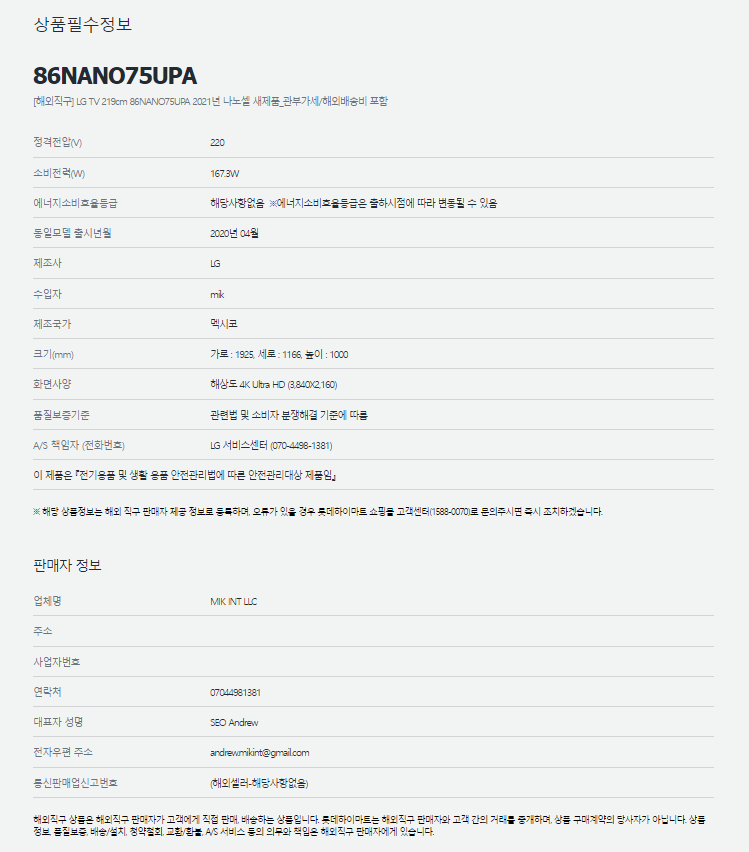 상품필수정보
86NANO75UPA
[해외직구] LG TV 219cm 86NANO75UPA 2021년 나노셀 새제품_관부가세/해외배송비 포함
정격전압(V) 220
소비전력(W) 167.3W
에너지소비효율등급 해당사항없음 ※에너지소비효율등급은 출하시점에 따라 변동될 수 있음
동일모델 출시년월 2020년 04월
제조사 LG
수입자 mik
제조국가 멕시코
크기(mm) 가로 : 1925, 세로 : 1166, 높이 : 1000
화면사양 해상도 4K Ultra HD (3,840X2,160)
품질보증기준 관련법 및 소비자 분쟁해결 기준에 따름
A/S 책임자 (전화번호) LG 서비스센터 (070-4498-1381)
이 제품은 『전기용품 및 생활 용품 안전관리법에 따른 안전관리대상 제품임』
※ 해당 상품정보는 해외 직구 판매자 제공 정보로 등록하며, 오류가 있을 경우 롯데하이마트 쇼핑몰 고객센터(1588-0070)로 문의주시면 즉시 조치하겠습니다.
판매자 정보
업체명 MIK INT LLC
주소
사업자번호
연락처 07044981381
대표자 성명 SEO Andrew
전자우편 주소 andrew.mikint@gmail.com
통신판매업신고번호 (해외셀러-해당사항없음)
해외직구 상품은 해외직구 판매자가 고객에게 직접 판매, 배송하는 상품입니다. 롯데하이마트는 해외직구 판매자와 고객 간의 거래를 중개하며, 상품 구매계약의 당사자가 아닙니다. 상품
정보, 품질보증, 배송/설치, 청약철회, 교환/환불, A/S 서비스 등의 의무와 책임은 해외직구 판매자에게 있습니다.